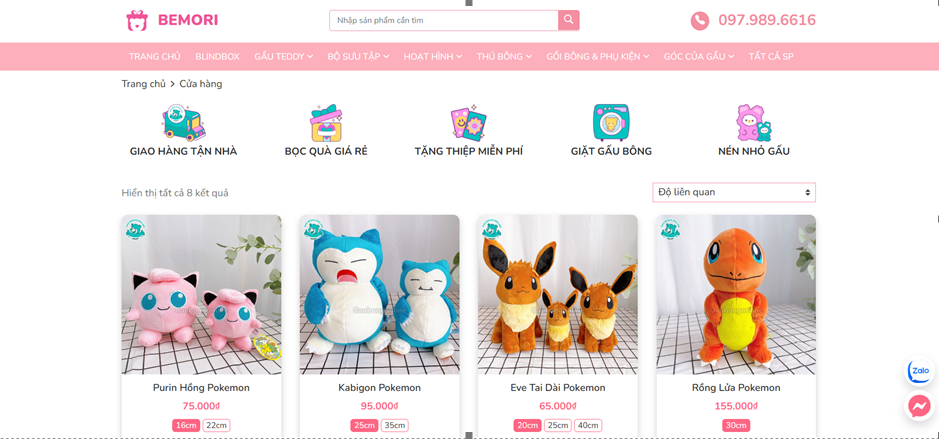 BEMORI
Nhập sản phẩm cần tìm
097.989.6616
TRANG CHỦ BLINDBOX GẤU TEDDY BỘ SƯU TẬP HOẠT HÌNH THÚ BÔNG GỐI BÔNG & PHỤ KIỆN GÓC CỦA GẤU TẤT CẢ SP
Trang chủ > Cửa hàng
GIAO HÀNG TẬN NHÀ BỌC QUÀ GIÁ RẺ TẶNG THIỆP MIỄN PHÍ GIẶT GẤU BÔNG NÉN NHỎ GẤU
Hiển thị tất cả 8 kết quả
Độ liên quan
Purin Hồng Pokemon Kabigon Pokemon Eve Tai Dài Pokemon Rồng Lửa Pokemon
75.000₫ 95.000₫ 65.000₫ 155.000₫
16cm 22cm 25cm 35cm 20cm 25cm 40cm 30cm
Zalo